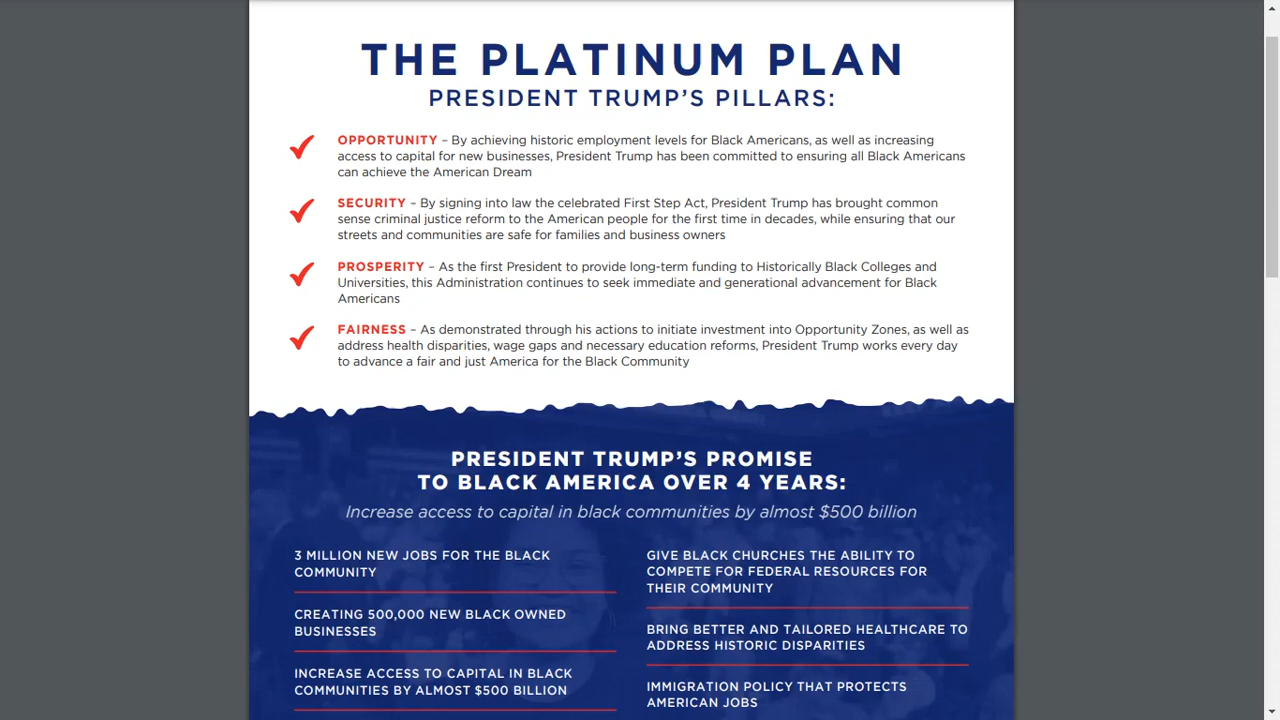 THE PLATINUM PLAN
PRESIDENT TRUMP'S PILLARS:
OPPORTUNITY – By achieving historic employment levels for Black Americans, as well as increasing
access to capital for new businesses, President Trump has been committed to ensuring all Black Americans
can achieve the American Dream
SECURITY – By signing into law the celebrated First Step Act, President Trump has brought common
sense criminal justice reform to the American people for the first time in decades, while ensuring that our
streets and communities are safe for families and business owners
PROSPERITY – As the first President to provide long-term funding to Historically Black Colleges and
Universities, this Administration continues to seek immediate and generational advancement for Black
Americans
FAIRNESS – As demonstrated through his actions to initiate investment into Opportunity Zones, as well as
address health disparities, wage gaps and necessary education reforms, President Trump works every day
to advance a fair and just America for the Black Community
PRESIDENT TRUMP'S PROMISE
TO BLACK AMERICA OVER 4 YEARS:
Increase access to capital in black communities by almost $500 billion
3 MILLION NEW JOBS FOR THE BLACK
COMMUNITY
CREATING 500,000 NEW BLACK OWNED
BUSINESSES
INCREASE ACCESS TO CAPITAL IN BLACK
COMMUNITIES BY ALMOST $500 BILLION
GIVE BLACK CHURCHES THE ABILITY TO
COMPETE FOR FEDERAL RESOURCES FOR
THEIR COMMUNITY
BRING BETTER AND TAILORED HEALTHCARE TO
ADDRESS HISTORIC DISPARITIES
IMMIGRATION POLICY THAT PROTECTS
AMERICAN JOBS